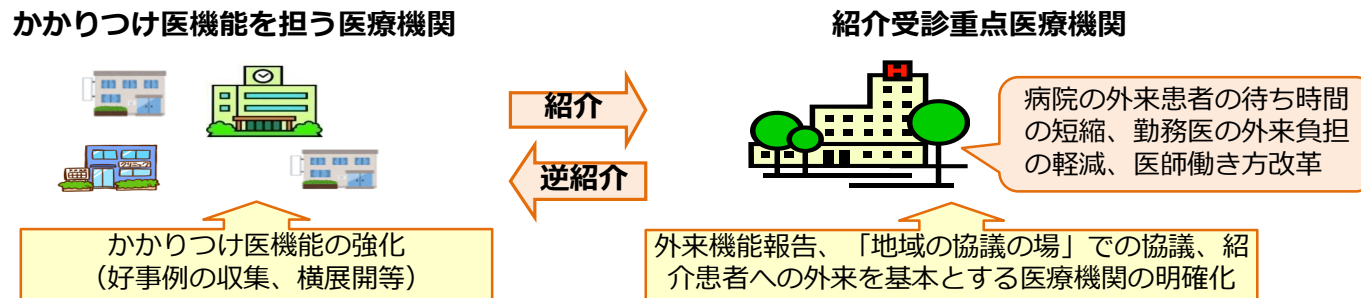 かかりつけ医機能を担う医療機関
紹介受診重点医療機関
紹介
逆紹介
病院の外来患者の待ち時間
の短縮、勤務医の外来負担
の軽減、医師働き方改革
かかりつけ医機能の強化
（好事例の収集、横展開等）
外来機能報告、「地域の協議の場」での協議、紹
介患者への外来を基本とする医療機関の明確化